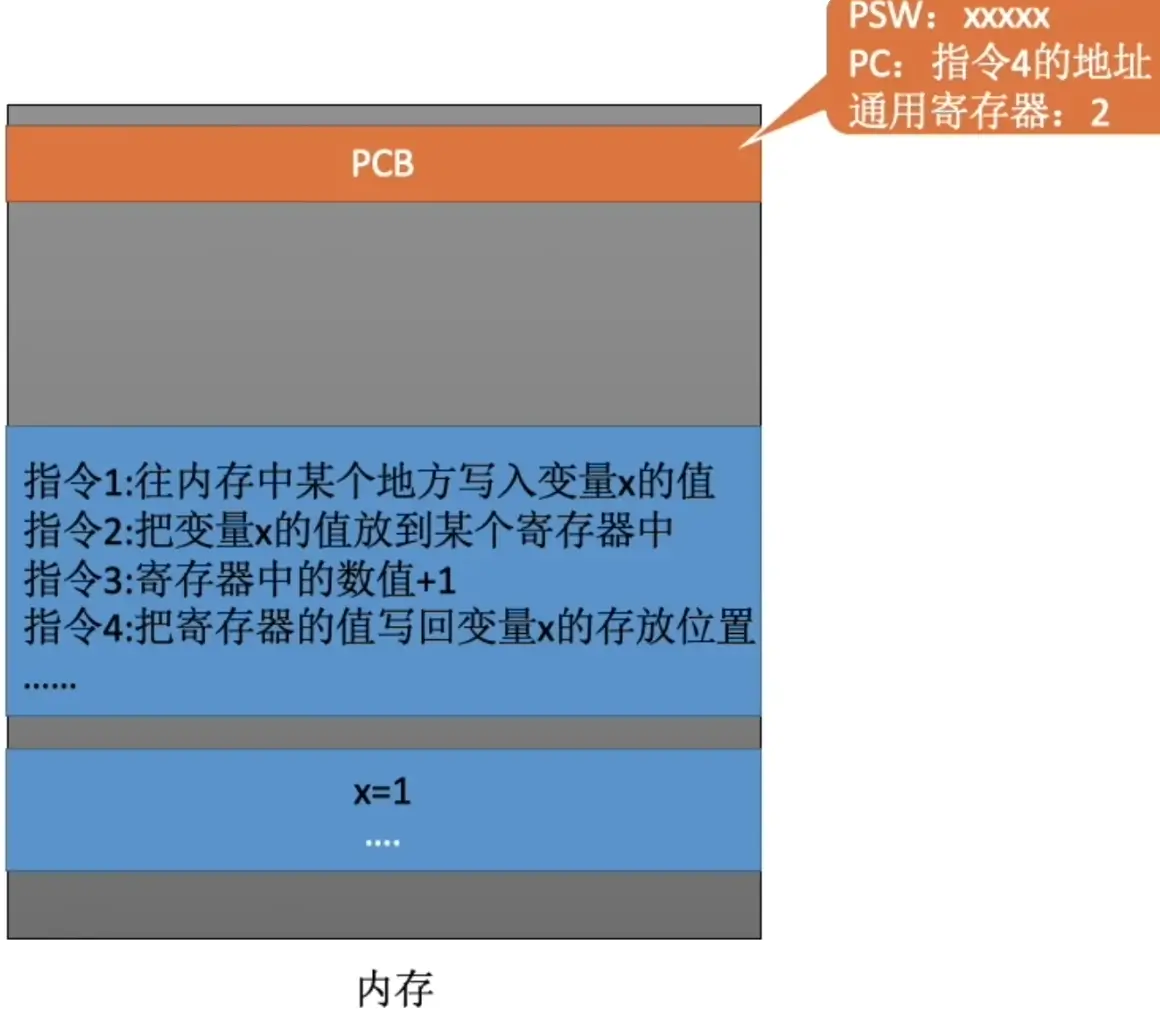 PSW：xxxxx
PC：指令4的地址
通用寄存器：2
PCB
指令1:往内存中某个地方写入变量x的值
指令2:把变量x的值放到某个寄存器中
指令3:寄存器中的数值+1
指令4:把寄存器的值写回变量x的存放位置
......
x=1
....
内存